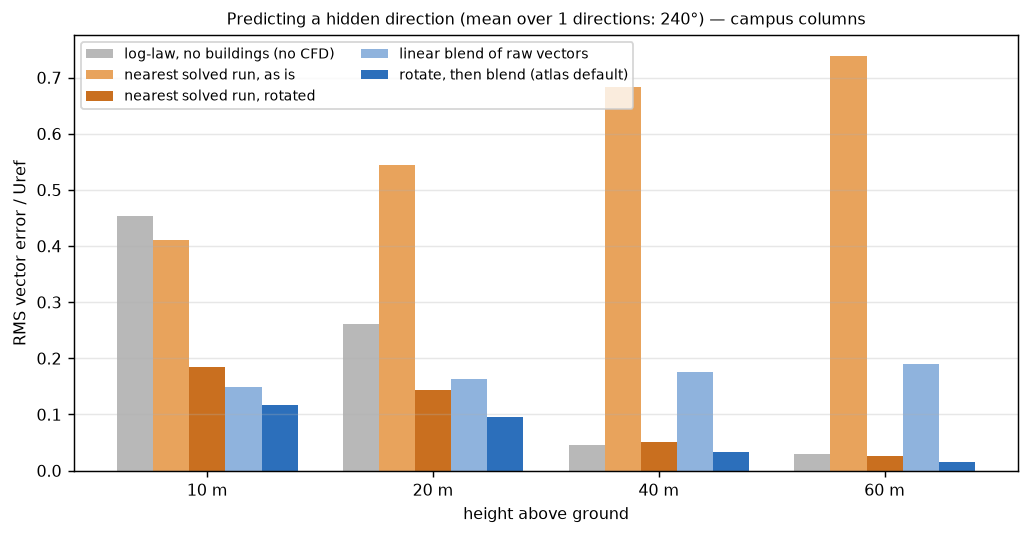 Predicting a hidden direction (mean over 1 directions: 240°) — campus columns
log-law, no buildings (no CFD)
nearest solved run, as is
nearest solved run, rotated
linear blend of raw vectors
rotate, then blend (atlas default)
RMS vector error / Uref
0.7
0.6
0.5
0.4
0.3
0.2
0.1
0.0
10 m
20 m
40 m
60 m
height above ground